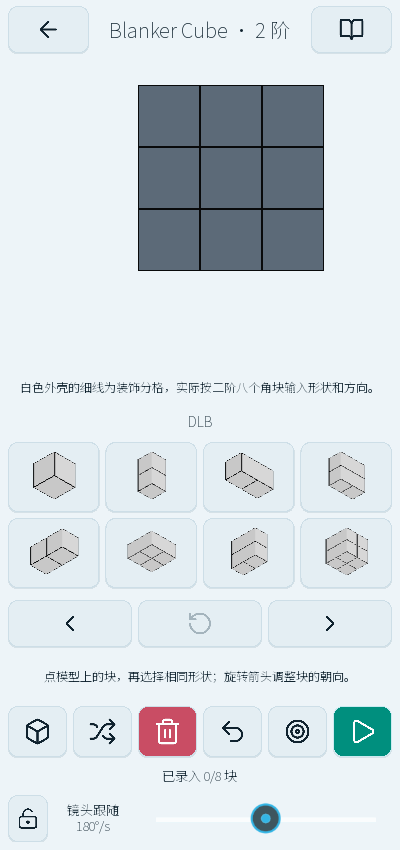 Blanker Cube · 2 阶
白色外壳的细线为装饰分格，实际按二阶八个角块输入形状和方向。
DLB
点模型上的块，再选择相同形状；旋转箭头调整块的朝向。
已录入 0/8 块
镜头跟随
180°/s